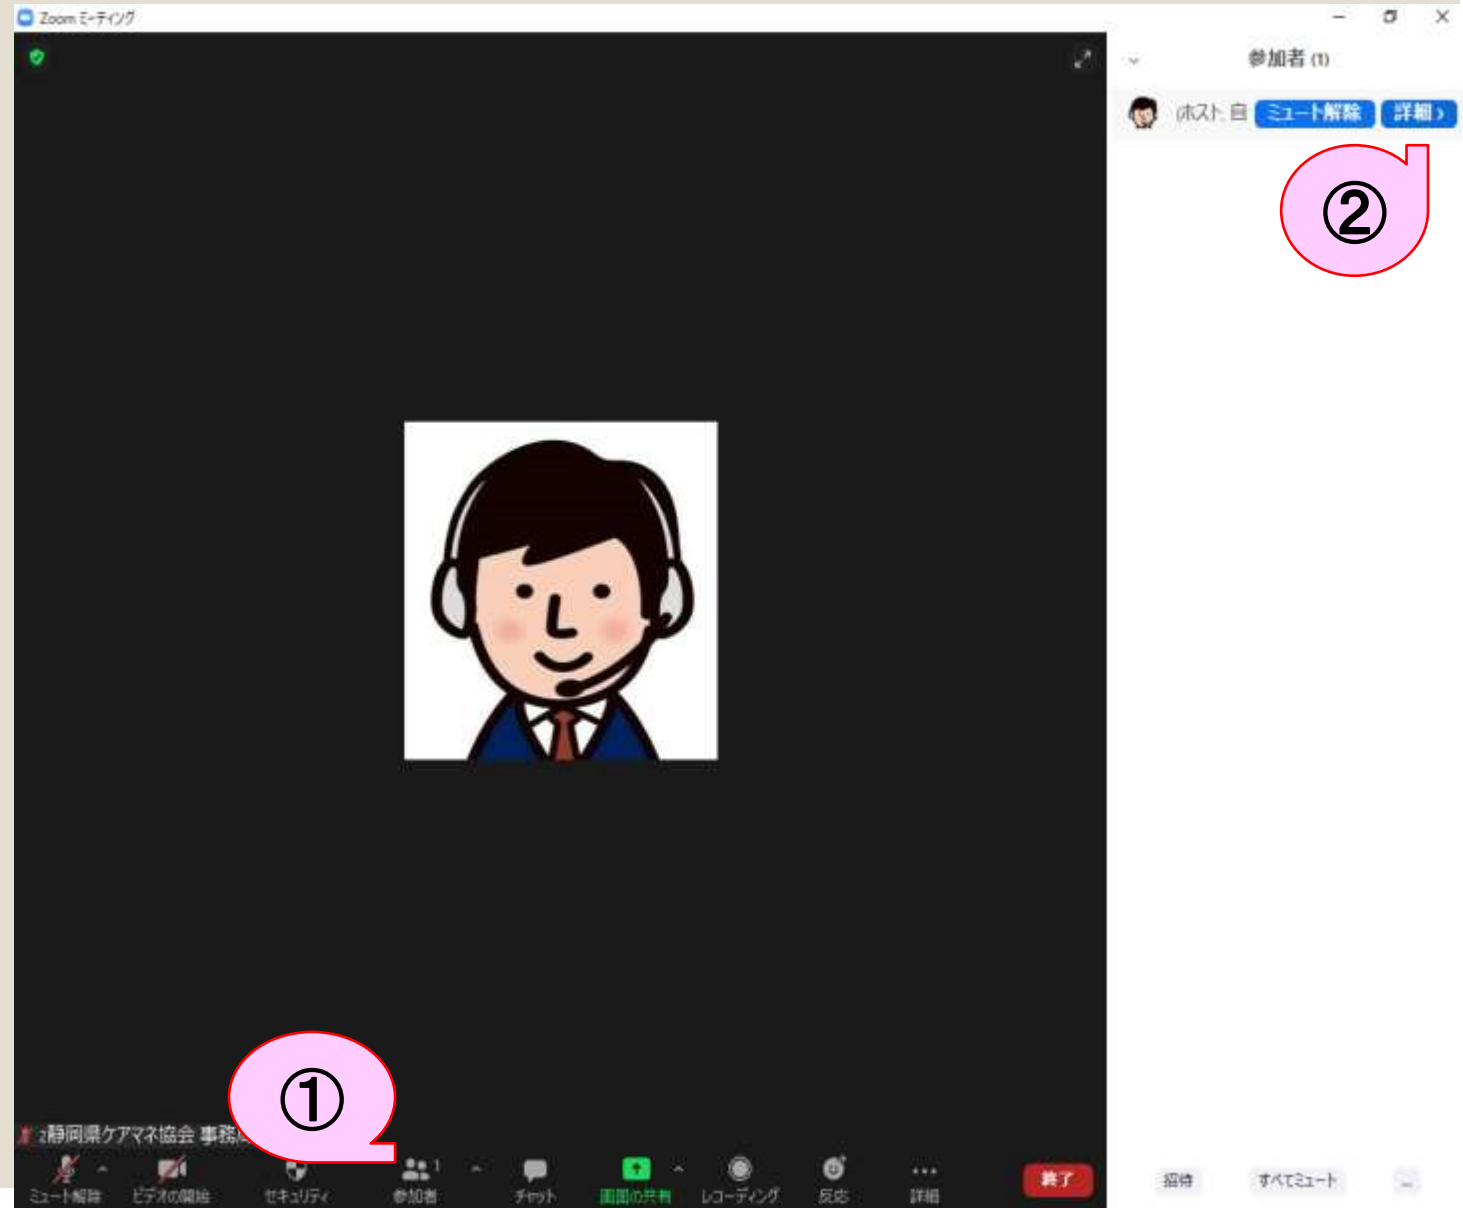 Zoom ミーティング
参加者 (1)
(ホスト, 自
ミュート解除
詳細 ›
②
①
z静岡県ケアマネ協会 事務
ミュート解除
ビデオの開始
セキュリティ
1
参加者
チャット
画面の共有
レコーディング
反応
詳細
終了
招待
すべてミュート
...